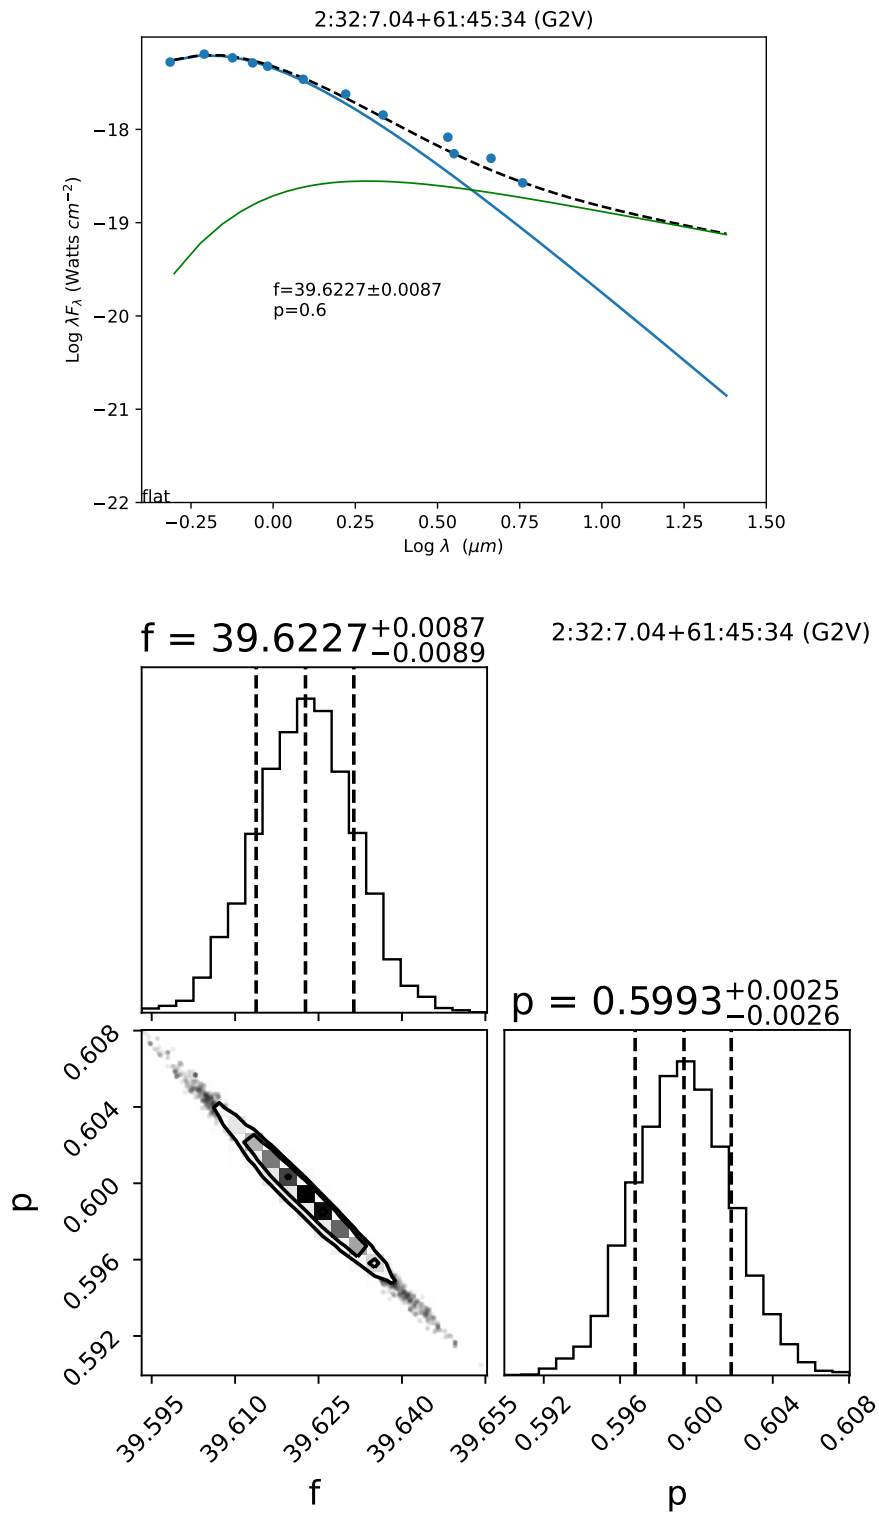 2:32:7.04+61:45:34 (G2V)
−18
−19
−20
−21
−22
Log λF_λ (Watts cm⁻²)
f=39.6227±0.0087
p=0.6
flat
−0.25 0.00 0.25 0.50 0.75 1.00 1.25 1.50
Log λ (μm)
f = 39.6227 +0.0087 −0.0089
2:32:7.04+61:45:34 (G2V)
p = 0.5993 +0.0025 −0.0026
0.608
0.604
0.600
0.596
0.592
p
39.595 39.610 39.625 39.640 39.655
0.592 0.596 0.600 0.604 0.608
f
p